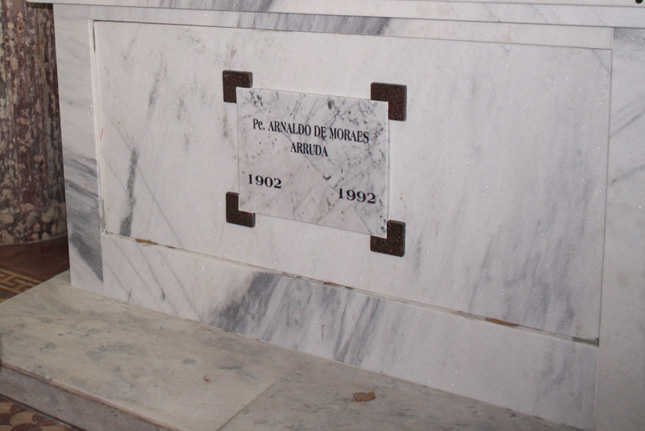 Pe. ARNALDO DE MORAES
ARRUDA
1902 1992